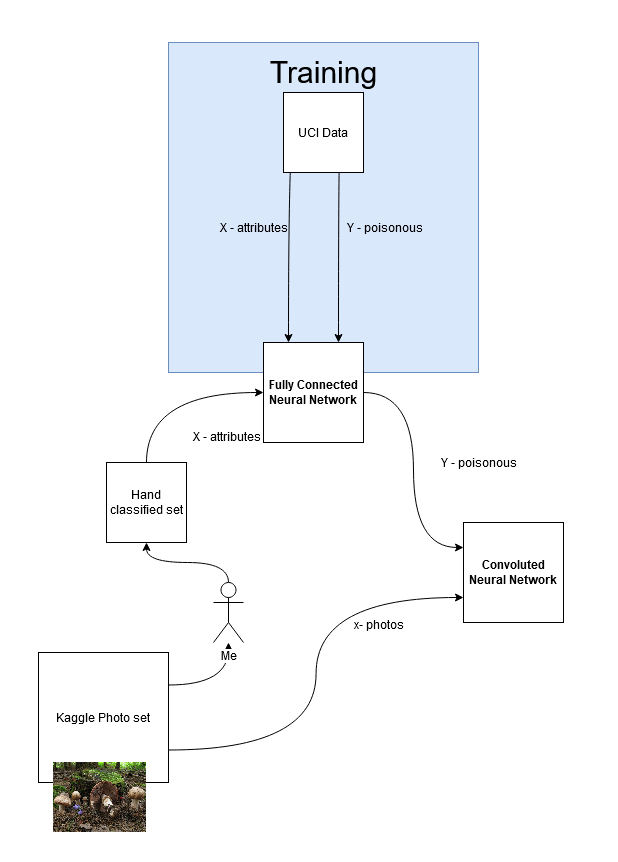 Training
UCI Data
X - attributes
Y - poisonous
Fully Connected
Neural Network
X - attributes
Y - poisonous
Hand
classified set
Convoluted
Neural Network
x- photos
Me
Kaggle Photo set